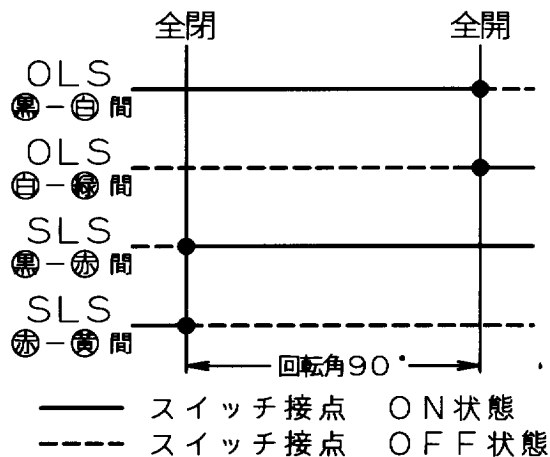 全閉 全開
OLS
黒－白間
OLS
白－緑間
SLS
黒－赤間
SLS
赤－黄間
回転角90°
スイッチ接点 ON状態
スイッチ接点 OFF状態